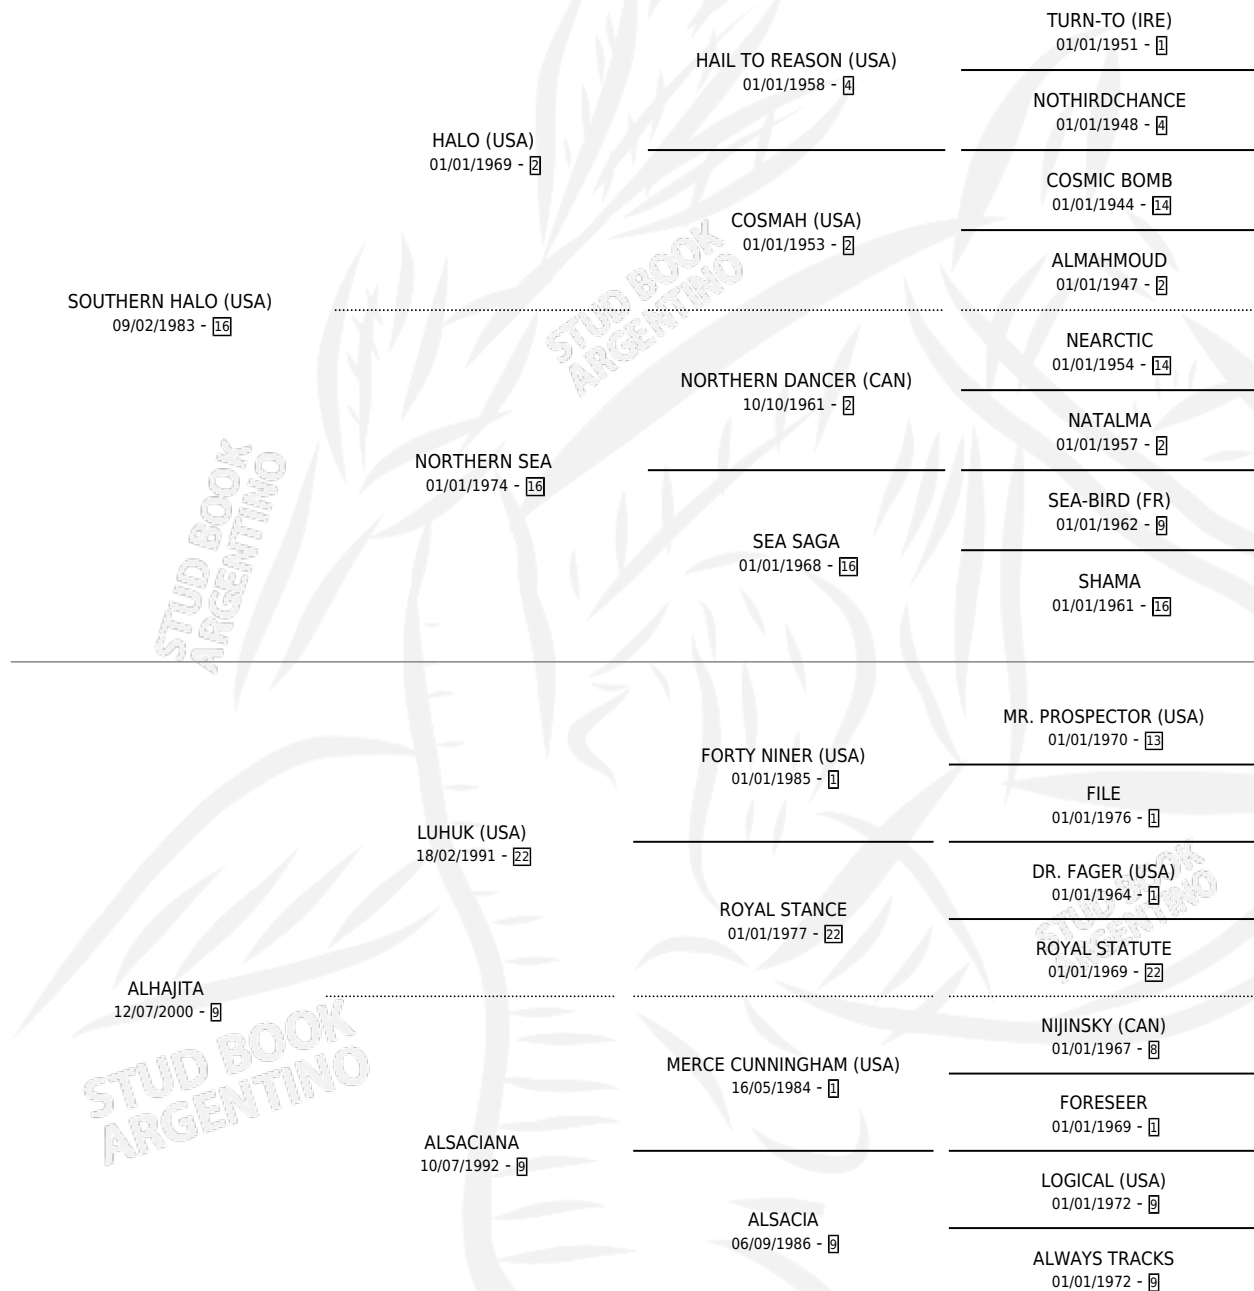 TURN-TO (IRE)
01/01/1951 - 1
HAIL TO REASON (USA)
01/01/1958 - 4
NOTHIRDCHANCE
01/01/1948 - 4
HALO (USA)
01/01/1969 - 2
COSMIC BOMB
01/01/1944 - 14
COSMAH (USA)
01/01/1953 - 2
ALMAHMOUD
01/01/1947 - 2
SOUTHERN HALO (USA)
09/02/1983 - 16
NEARCTIC
01/01/1954 - 14
NORTHERN DANCER (CAN)
10/10/1961 - 2
NATALMA
01/01/1957 - 2
NORTHERN SEA
01/01/1974 - 16
SEA-BIRD (FR)
01/01/1962 - 9
SEA SAGA
01/01/1968 - 16
SHAMA
01/01/1961 - 16
MR. PROSPECTOR (USA)
01/01/1970 - 13
FORTY NINER (USA)
01/01/1985 - 1
FILE
01/01/1976 - 1
LUHUK (USA)
18/02/1991 - 22
DR. FAGER (USA)
01/01/1964 - 1
ROYAL STANCE
01/01/1977 - 22
ROYAL STATUTE
01/01/1969 - 22
ALHAJITA
12/07/2000 - 9
NIJINSKY (CAN)
01/01/1967 - 8
MERCE CUNNINGHAM (USA)
16/05/1984 - 1
FORESEER
01/01/1969 - 1
ALSACIANA
10/07/1992 - 9
LOGICAL (USA)
01/01/1972 - 9
ALSACIA
06/09/1986 - 9
ALWAYS TRACKS
01/01/1972 - 9
STUD BOOK
ARGENTINO
STUD BOOK
ARGENTINO
STUD BOOK
ARGENTINO
STUD BOOK
ARGENTINO